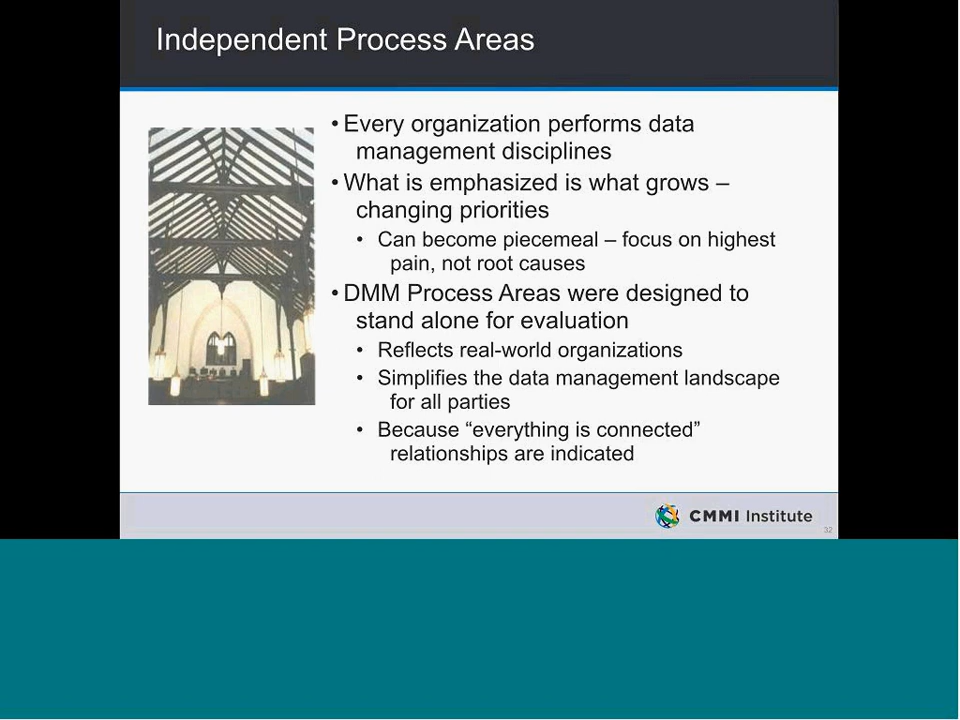 Independent Process Areas
• Every organization performs data
management disciplines
• What is emphasized is what grows –
changing priorities
• Can become piecemeal – focus on highest
pain, not root causes
• DMM Process Areas were designed to
stand alone for evaluation
• Reflects real-world organizations
• Simplifies the data management landscape
for all parties
• Because “everything is connected”
relationships are indicated
CMMI Institute
32